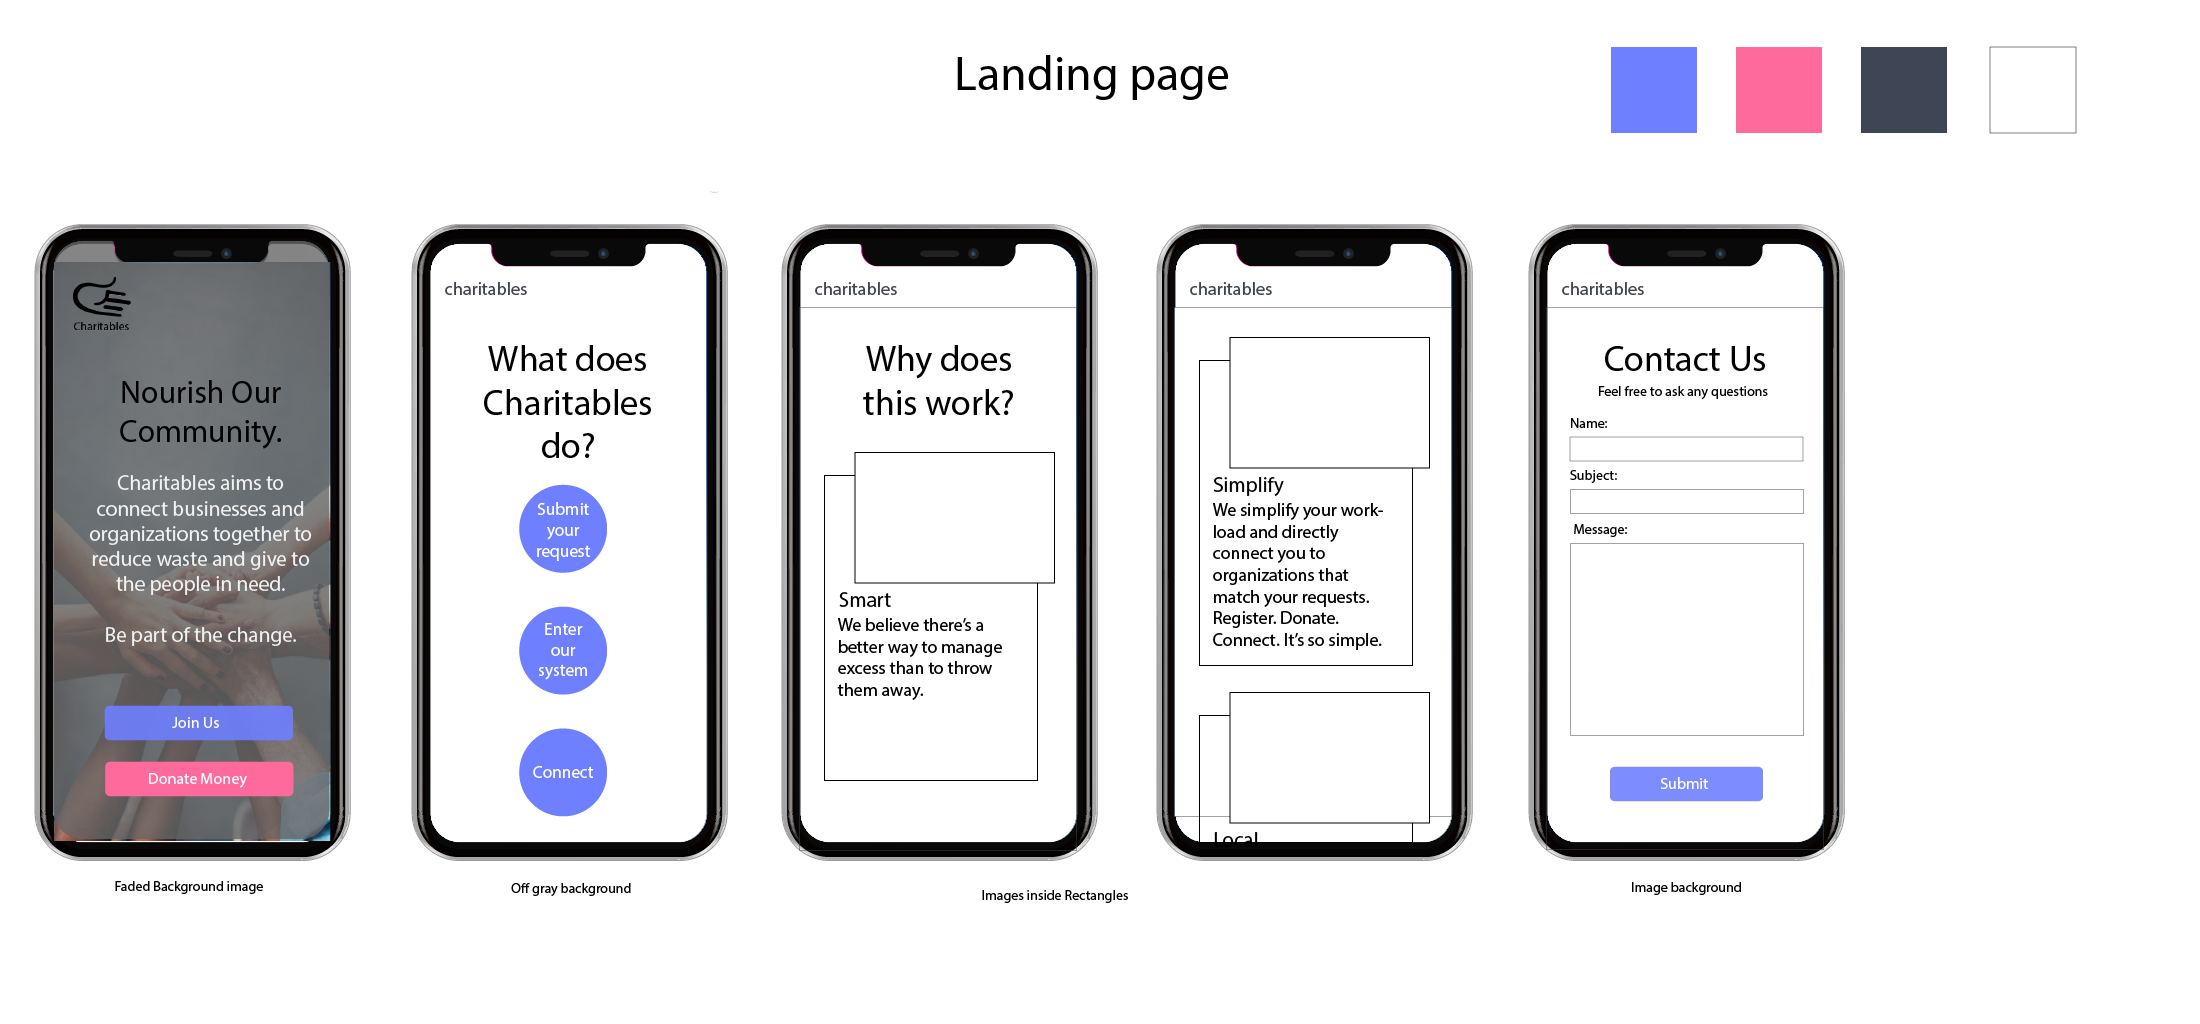 Landing page
Charitables
Nourish Our
Community.
Charitables aims to
connect businesses and
organizations together to
reduce waste and give to
the people in need.
Be part of the change.
Join Us
Donate Money
Faded Background image
charitables
What does
Charitables
do?
Submit
your
request
Enter
our
system
Connect
Off gray background
charitables
Why does
this work?
Smart
We believe there’s a
better way to manage
excess than to throw
them away.
charitables
Simplify
We simplify your work-
load and directly
connect you to
organizations that
match your requests.
Register. Donate.
Connect. It’s so simple.
Local
Images inside Rectangles
charitables
Contact Us
Feel free to ask any questions
Name:
Subject:
Message:
Submit
Image background